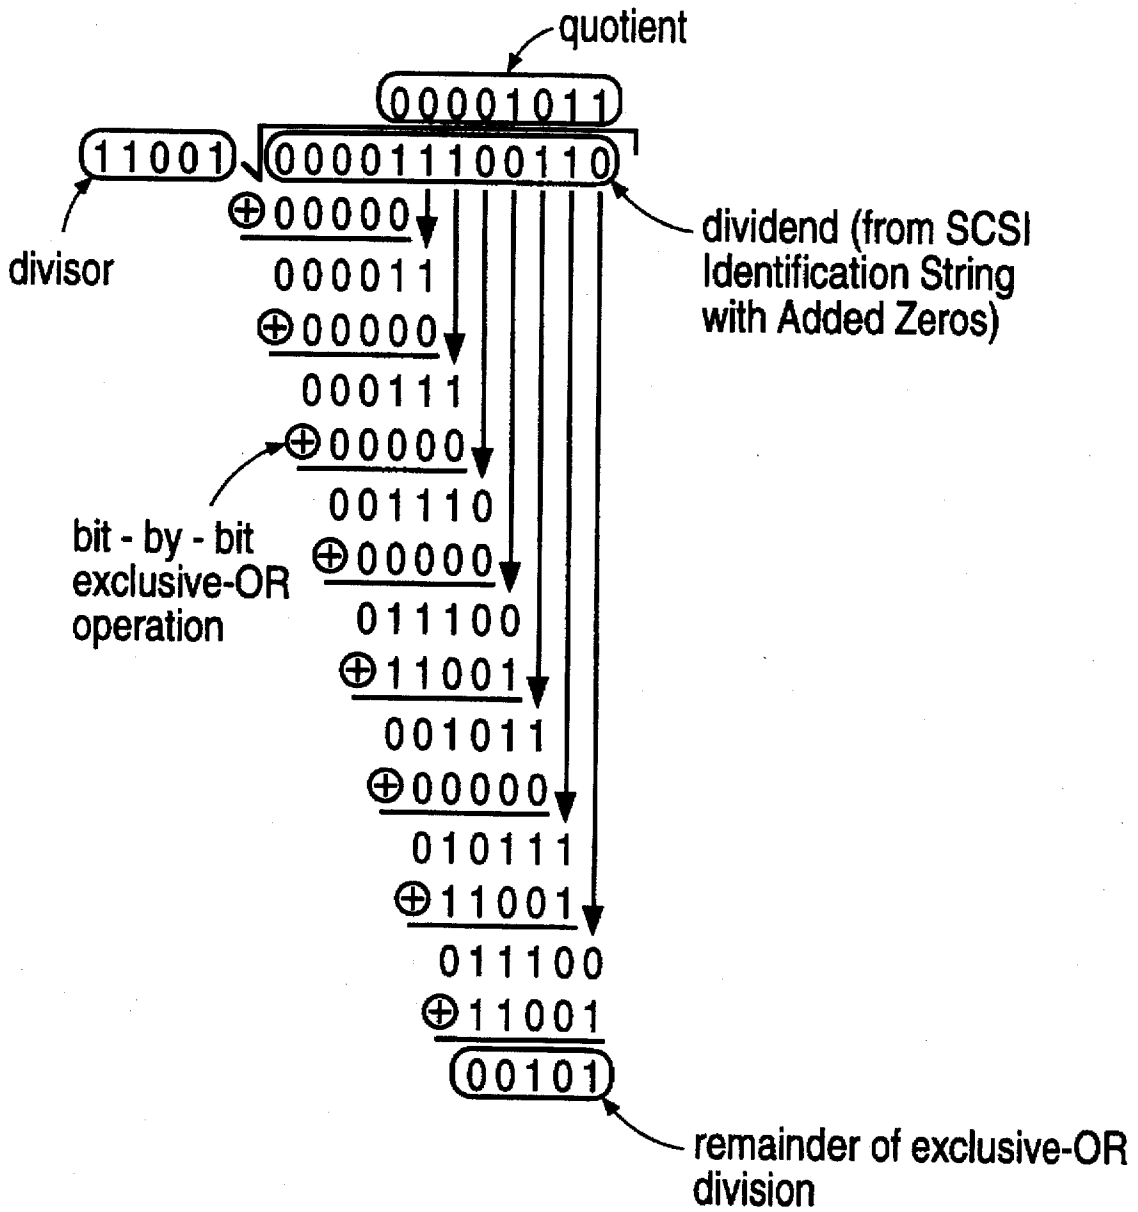 quotient
00001011
11001 000011100110
⊕00000
dividend (from SCSI
Identification String
with Added Zeros)
divisor
000011
⊕00000
000111
⊕00000
001110
bit - by - bit
exclusive-OR
operation
⊕00000
011100
⊕11001
001011
⊕00000
010111
⊕11001
011100
⊕11001
00101
remainder of exclusive-OR
division